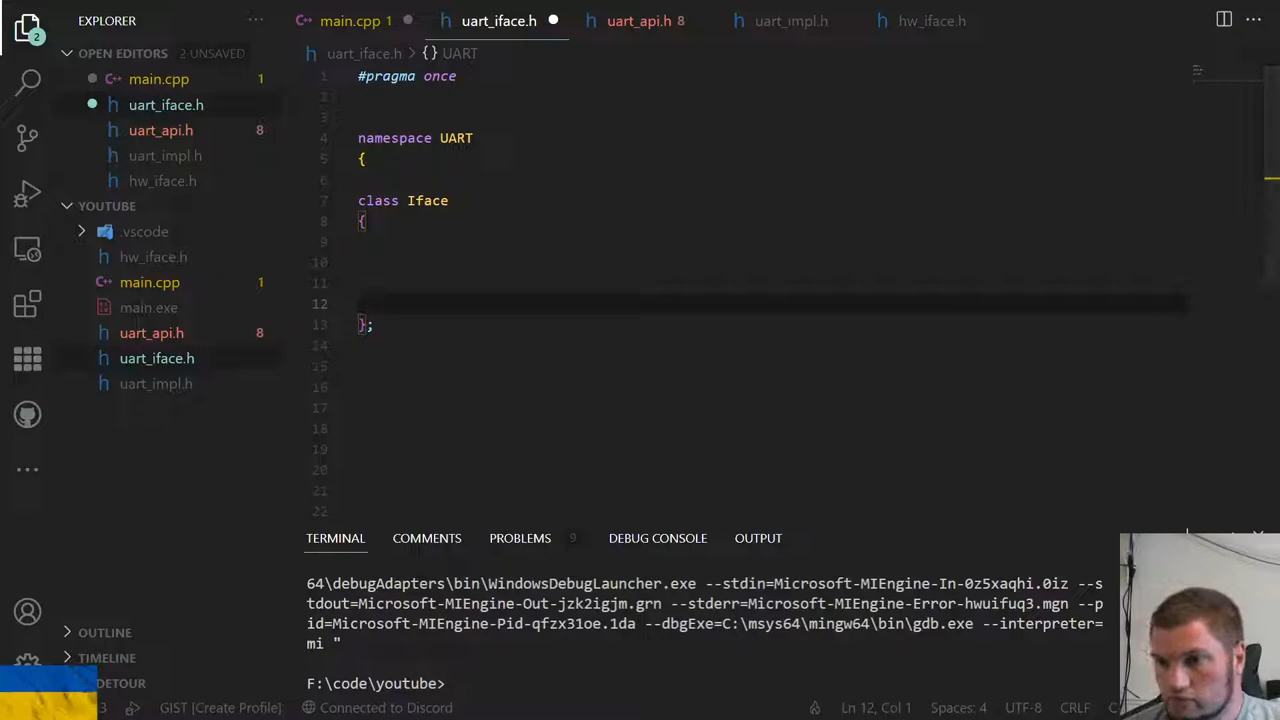 EXPLORER
main.cpp 1
uart_iface.h
uart_api.h 8
uart_impl.h
hw_iface.h
OPEN EDITORS 2 UNSAVED
main.cpp 1
uart_iface.h
uart_api.h 8
uart_impl.h
hw_iface.h
YOUTUBE
.vscode
hw_iface.h
main.cpp 1
main.exe
uart_api.h 8
uart_iface.h
uart_impl.h
OUTLINE
TIMELINE
DETOUR
2
uart_iface.h > {} UART
1 #pragma once
2
3
4 namespace UART
5 {
6
7 class Iface
8 {
9
10
11
12
13 };
14
15
16
17
18
19
20
21
22
TERMINAL COMMENTS PROBLEMS 9 DEBUG CONSOLE OUTPUT
64\debugAdapters\bin\WindowsDebugLauncher.exe --stdin=Microsoft-MIEngine-In-0z5xaqhi.0iz --s
tdout=Microsoft-MIEngine-Out-jzk2igjm.grn --stderr=Microsoft-MIEngine-Error-hwuifuq3.mgn --p
id=Microsoft-MIEngine-Pid-qfzx31oe.1da --dbgExe=C:\msys64\mingw64\bin\gdb.exe --interpreter=
mi "
F:\code\youtube>
3 GIST [Create Profile] Connected to Discord Ln 12, Col 1 Spaces: 4 UTF-8 CRLF